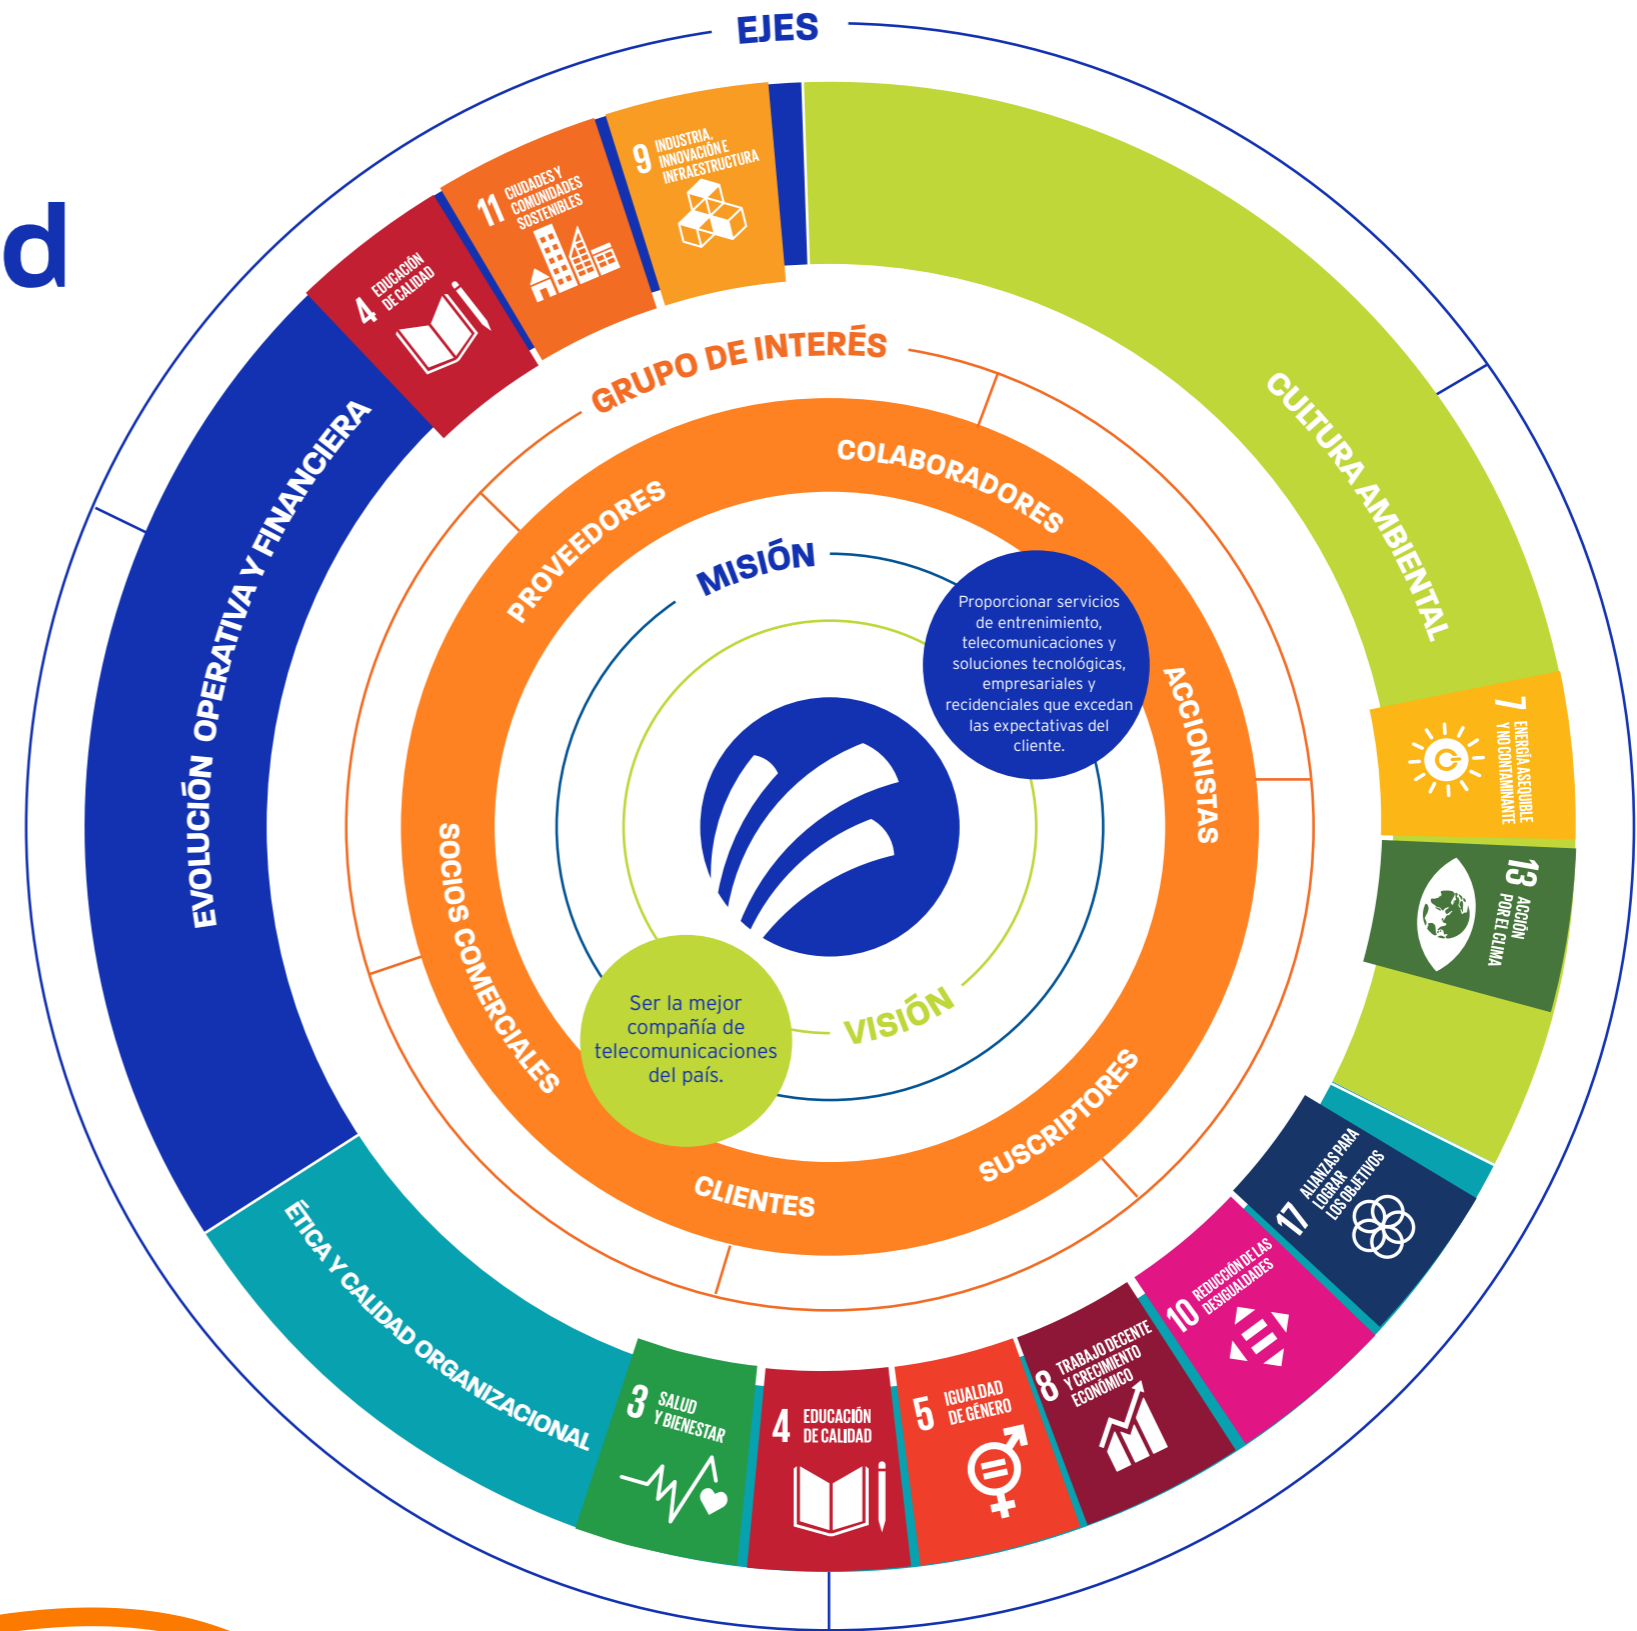 d
EJES
9 INDUSTRIA,
INNOVACIÓN E
INFRAESTRUCTURA
11 CIUDADES Y
COMUNIDADES
SOSTENIBLES
4 EDUCACIÓN
DE CALIDAD
EVOLUCIÓN OPERATIVA Y FINANCIERA
CULTURA AMBIENTAL
7 ENERGÍA ASEQUIBLE
Y NO CONTAMINANTE
13 ACCIÓN
POR EL CLIMA
17 ALIANZAS PARA
LOGRAR
LOS OBJETIVOS
10 REDUCCIÓN DE LAS
DESIGUALDADES
8 TRABAJO DECENTE
Y CRECIMIENTO
ECONÓMICO
5 IGUALDAD
DE GÉNERO
4 EDUCACIÓN
DE CALIDAD
3 SALUD
Y BIENESTAR
ÉTICA Y CALIDAD ORGANIZACIONAL
GRUPO DE INTERÉS
PROVEEDORES
COLABORADORES
ACCIONISTAS
SUSCRIPTORES
CLIENTES
SOCIOS COMERCIALES
MISIÓN
Proporcionar servicios
de entrenimiento,
telecomunicaciones y
soluciones tecnológicas,
empresariales y
recidenciales que excedan
las expectativas del
cliente.
VISIÓN
Ser la mejor
compañía de
telecomunicaciones
del país.